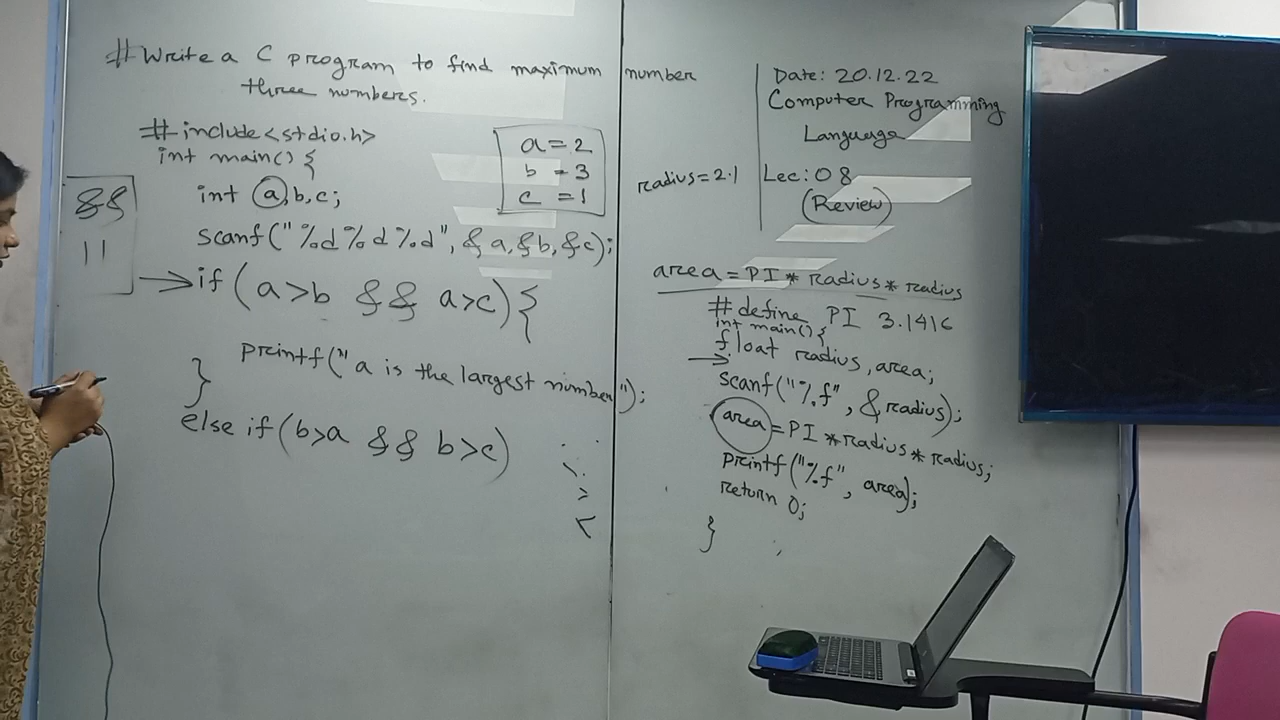 #Write a C program to find maximum number
three numbers.
#include<stdio.h>
int main() {
int a,b,c;
scanf("%d%d%d", &a,&b,&c);
if (a>b && a>c) {
printf("a is the largest number");
}
else if (b>a && b>c)
&&
||
a=2
b=3
c=1
>
<
Date: 20.12.22
Computer Programming
Language
Lec: 08
(Review)
radius=2.1
area=PI* radius* radius
#define PI 3.1416
int main() {
float radius, area;
scanf("%f", &radius);
area=PI*radius*radius;
printf("%f", area);
return 0;
}